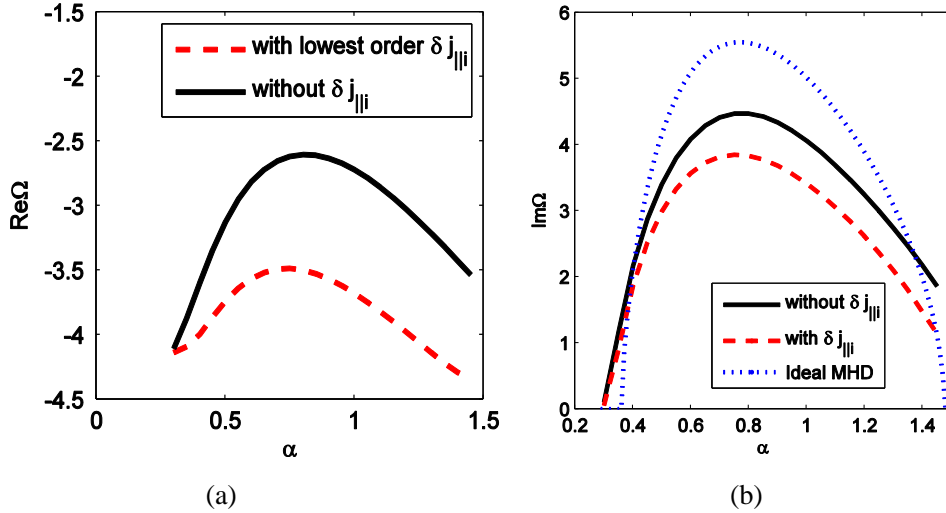 -1.5
-2
-2.5
-3
-3.5
-4
-4.5
ReΩ
with lowest order δ j||i
without δ j||i
0 0.5 1 1.5
α
(a)
6
5
4
3
2
1
0
ImΩ
without δ j||i
with δ j||i
Ideal MHD
0.2 0.4 0.6 0.8 1 1.2 1.4
α
(b)